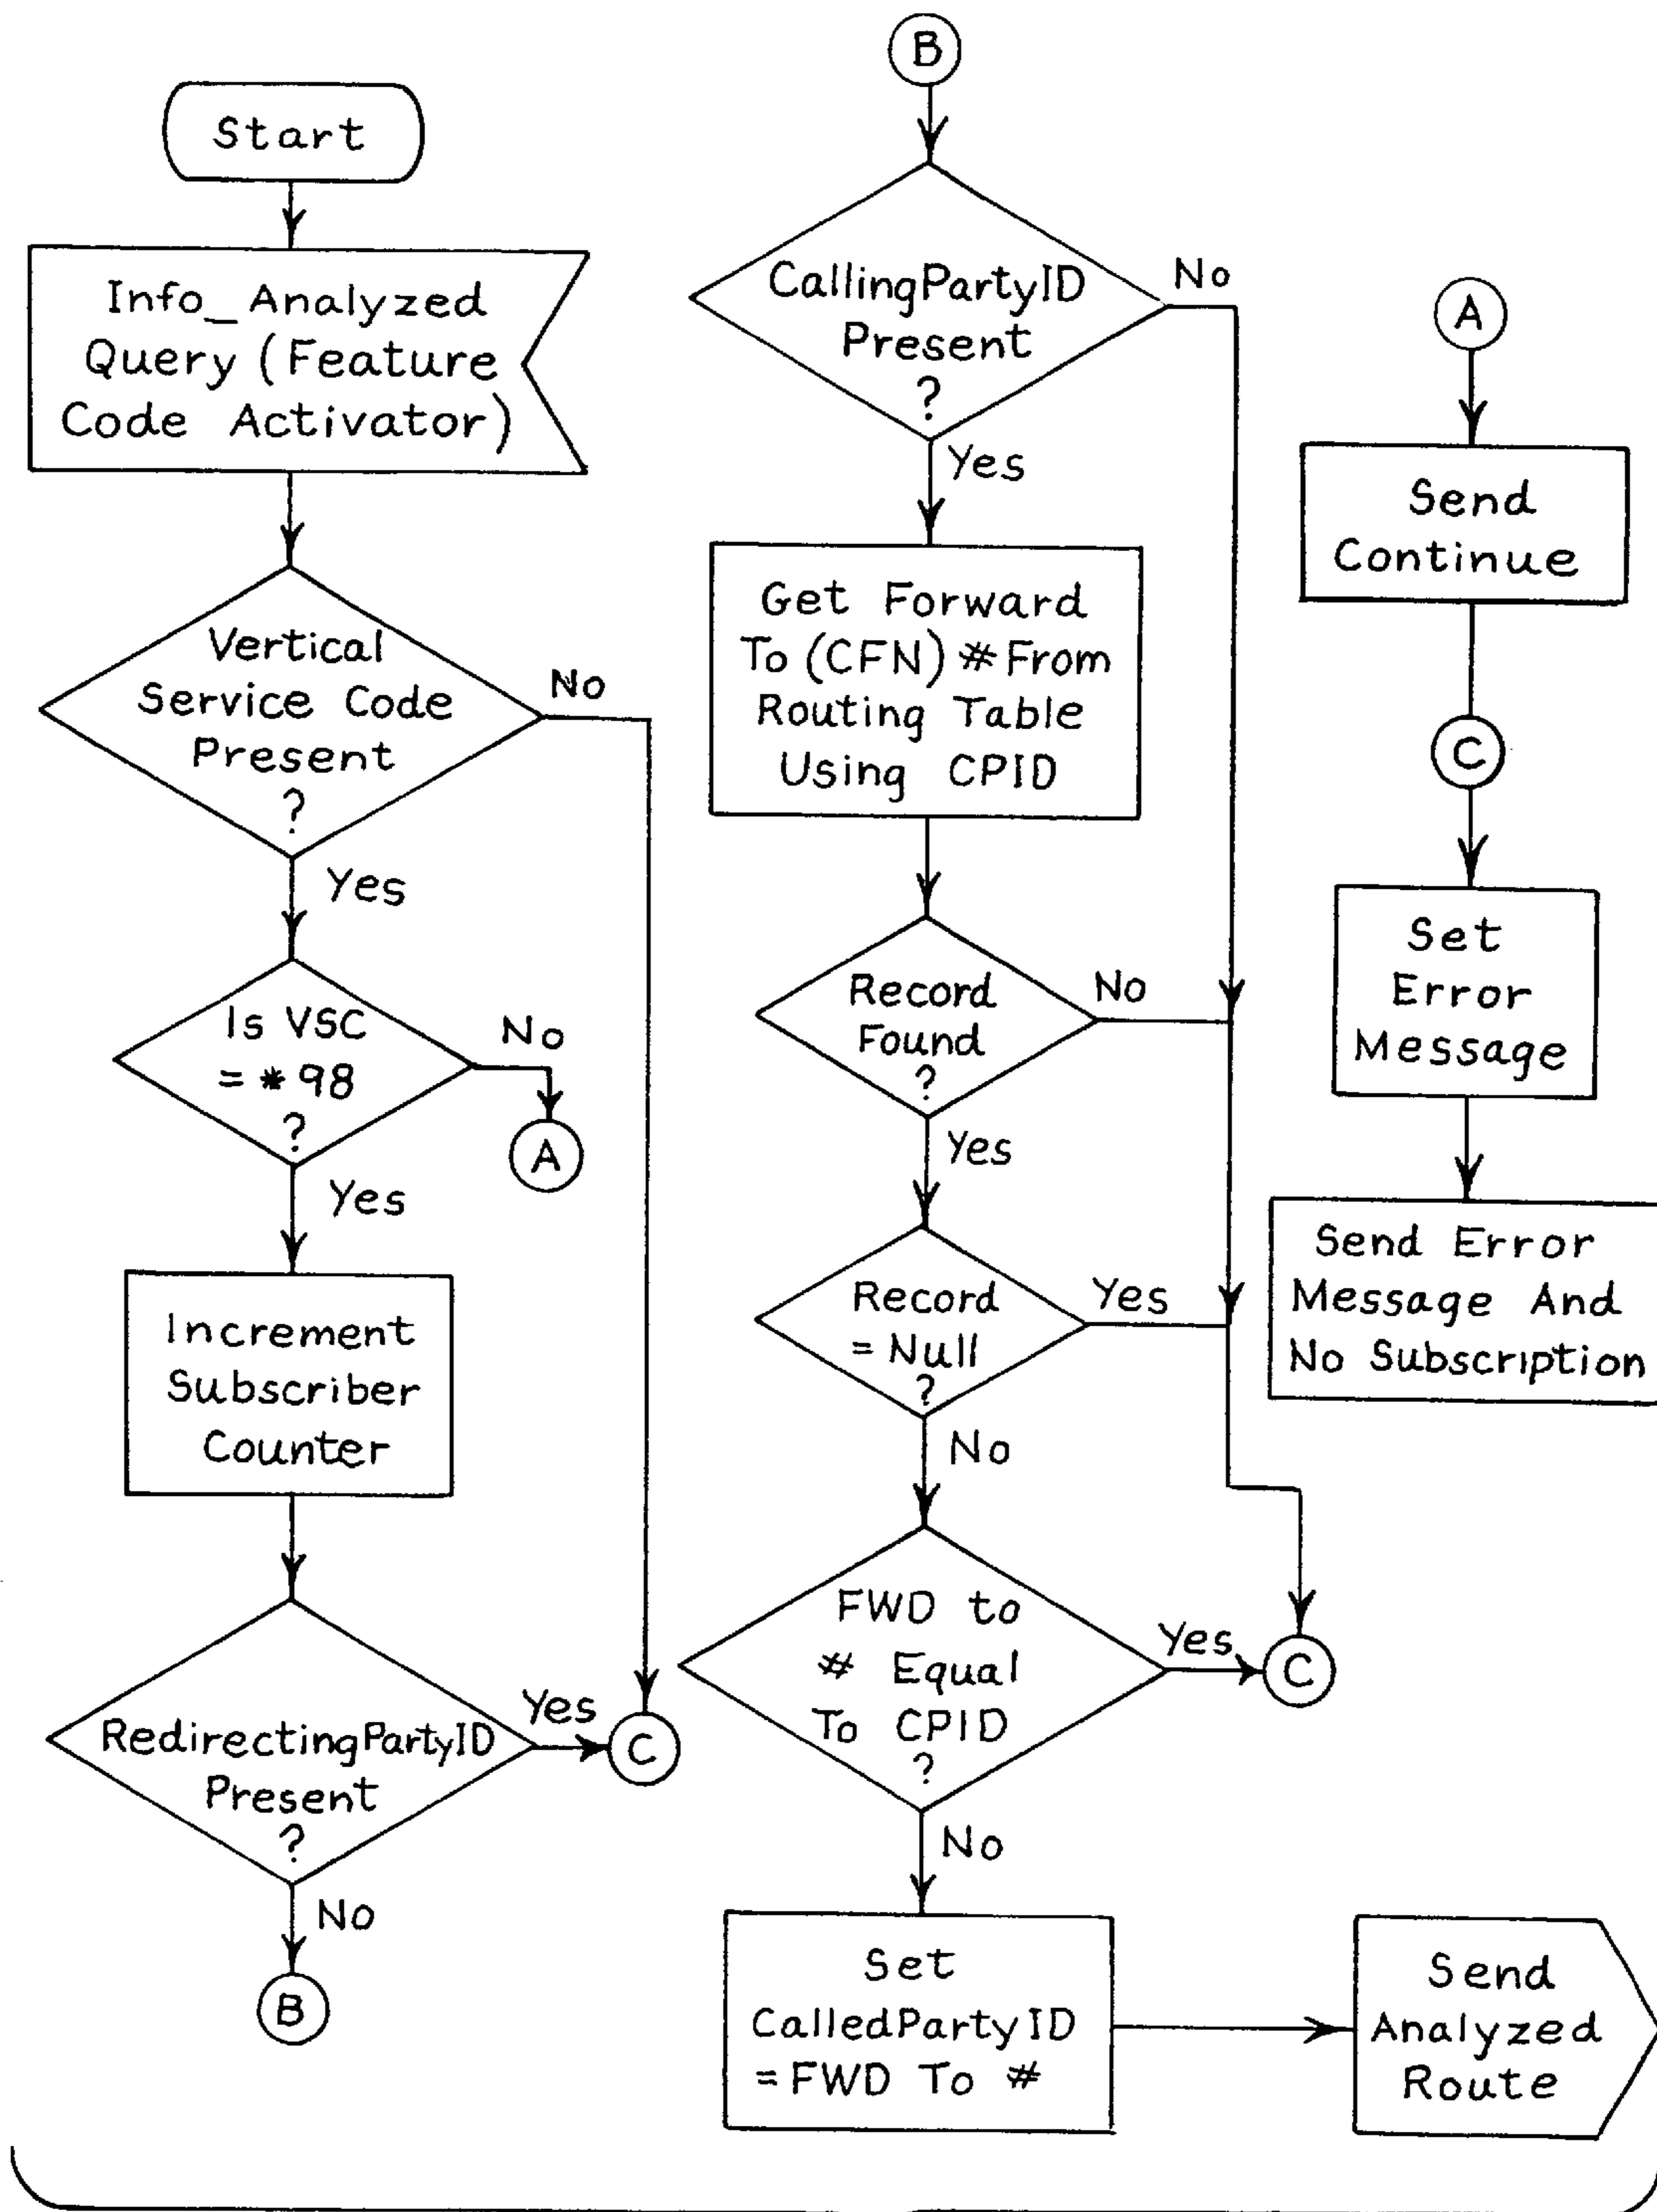 Start
Info_Analyzed
Query (Feature
Code Activator)
Vertical
Service Code
Present
?
No
Yes
Is VSC
= *98
?
No
A
Yes
Increment
Subscriber
Counter
RedirectingPartyID
Present
?
Yes
C
No
B
B
CallingPartyID
Present
?
No
Yes
Get Forward
To (CFN) # From
Routing Table
Using CPID
Record
Found
?
No
Yes
Record
= Null
?
Yes
No
FWD to
# Equal
To CPID
?
Yes
C
No
Set
CalledPartyID
= FWD To #
Send
Analyzed
Route
A
Send
Continue
C
Set
Error
Message
Send Error
Message And
No Subscription